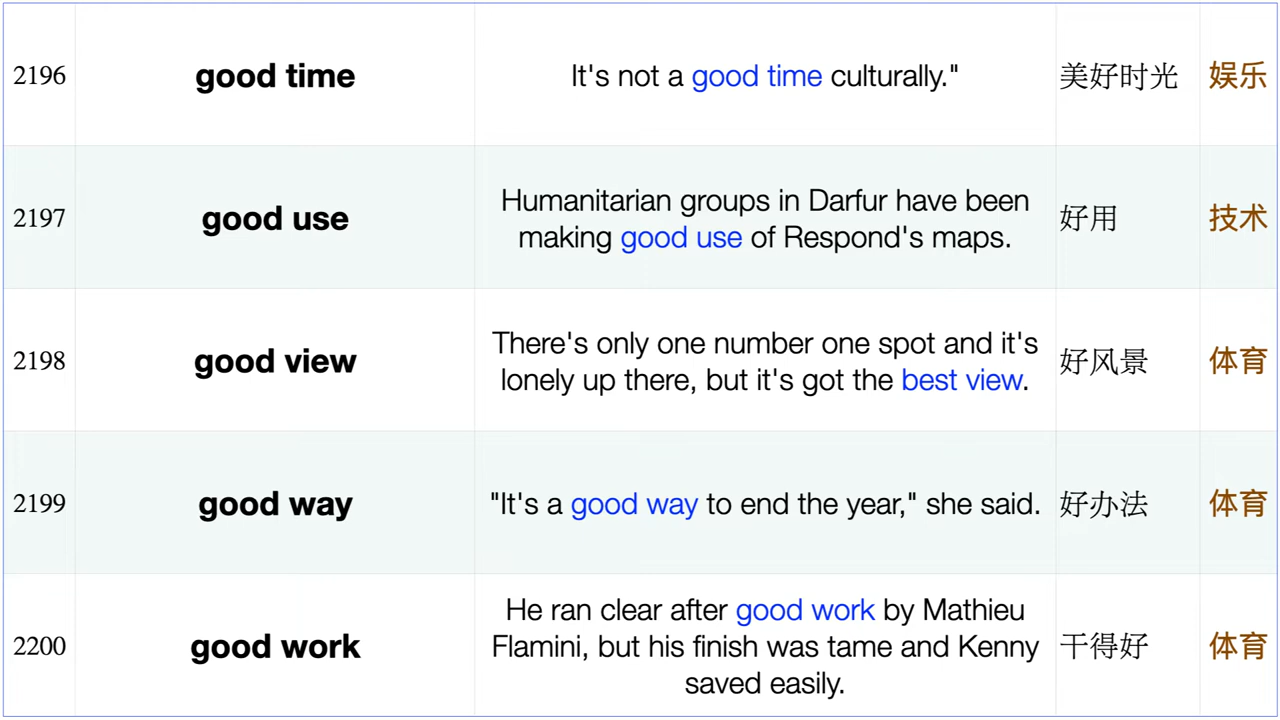 2196 good time It's not a good time culturally." 美好时光 娱乐
2197 good use Humanitarian groups in Darfur have been
making good use of Respond's maps. 好用 技术
2198 good view There's only one number one spot and it's
lonely up there, but it's got the best view. 好风景 体育
2199 good way "It's a good way to end the year," she said. 好办法 体育
2200 good work He ran clear after good work by Mathieu
Flamini, but his finish was tame and Kenny
saved easily. 干得好 体育